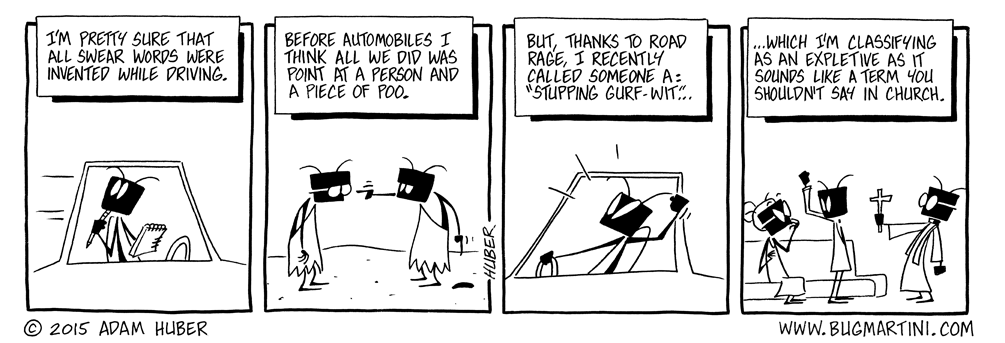 I'M PRETTY SURE THAT
ALL SWEAR WORDS WERE
INVENTED WHILE DRIVING.
BEFORE AUTOMOBILES I
THINK ALL WE DID WAS
POINT AT A PERSON AND
A PIECE OF POO.
HUBER
BUT, THANKS TO ROAD
RAGE, I RECENTLY
CALLED SOMEONE A:
"STUPPING GURF-WIT"...
...WHICH I'M CLASSIFYING
AS AN EXPLETIVE AS IT
SOUNDS LIKE A TERM YOU
SHOULDN'T SAY IN CHURCH.
© 2015 ADAM HUBER
WWW.BUGMARTINI.COM